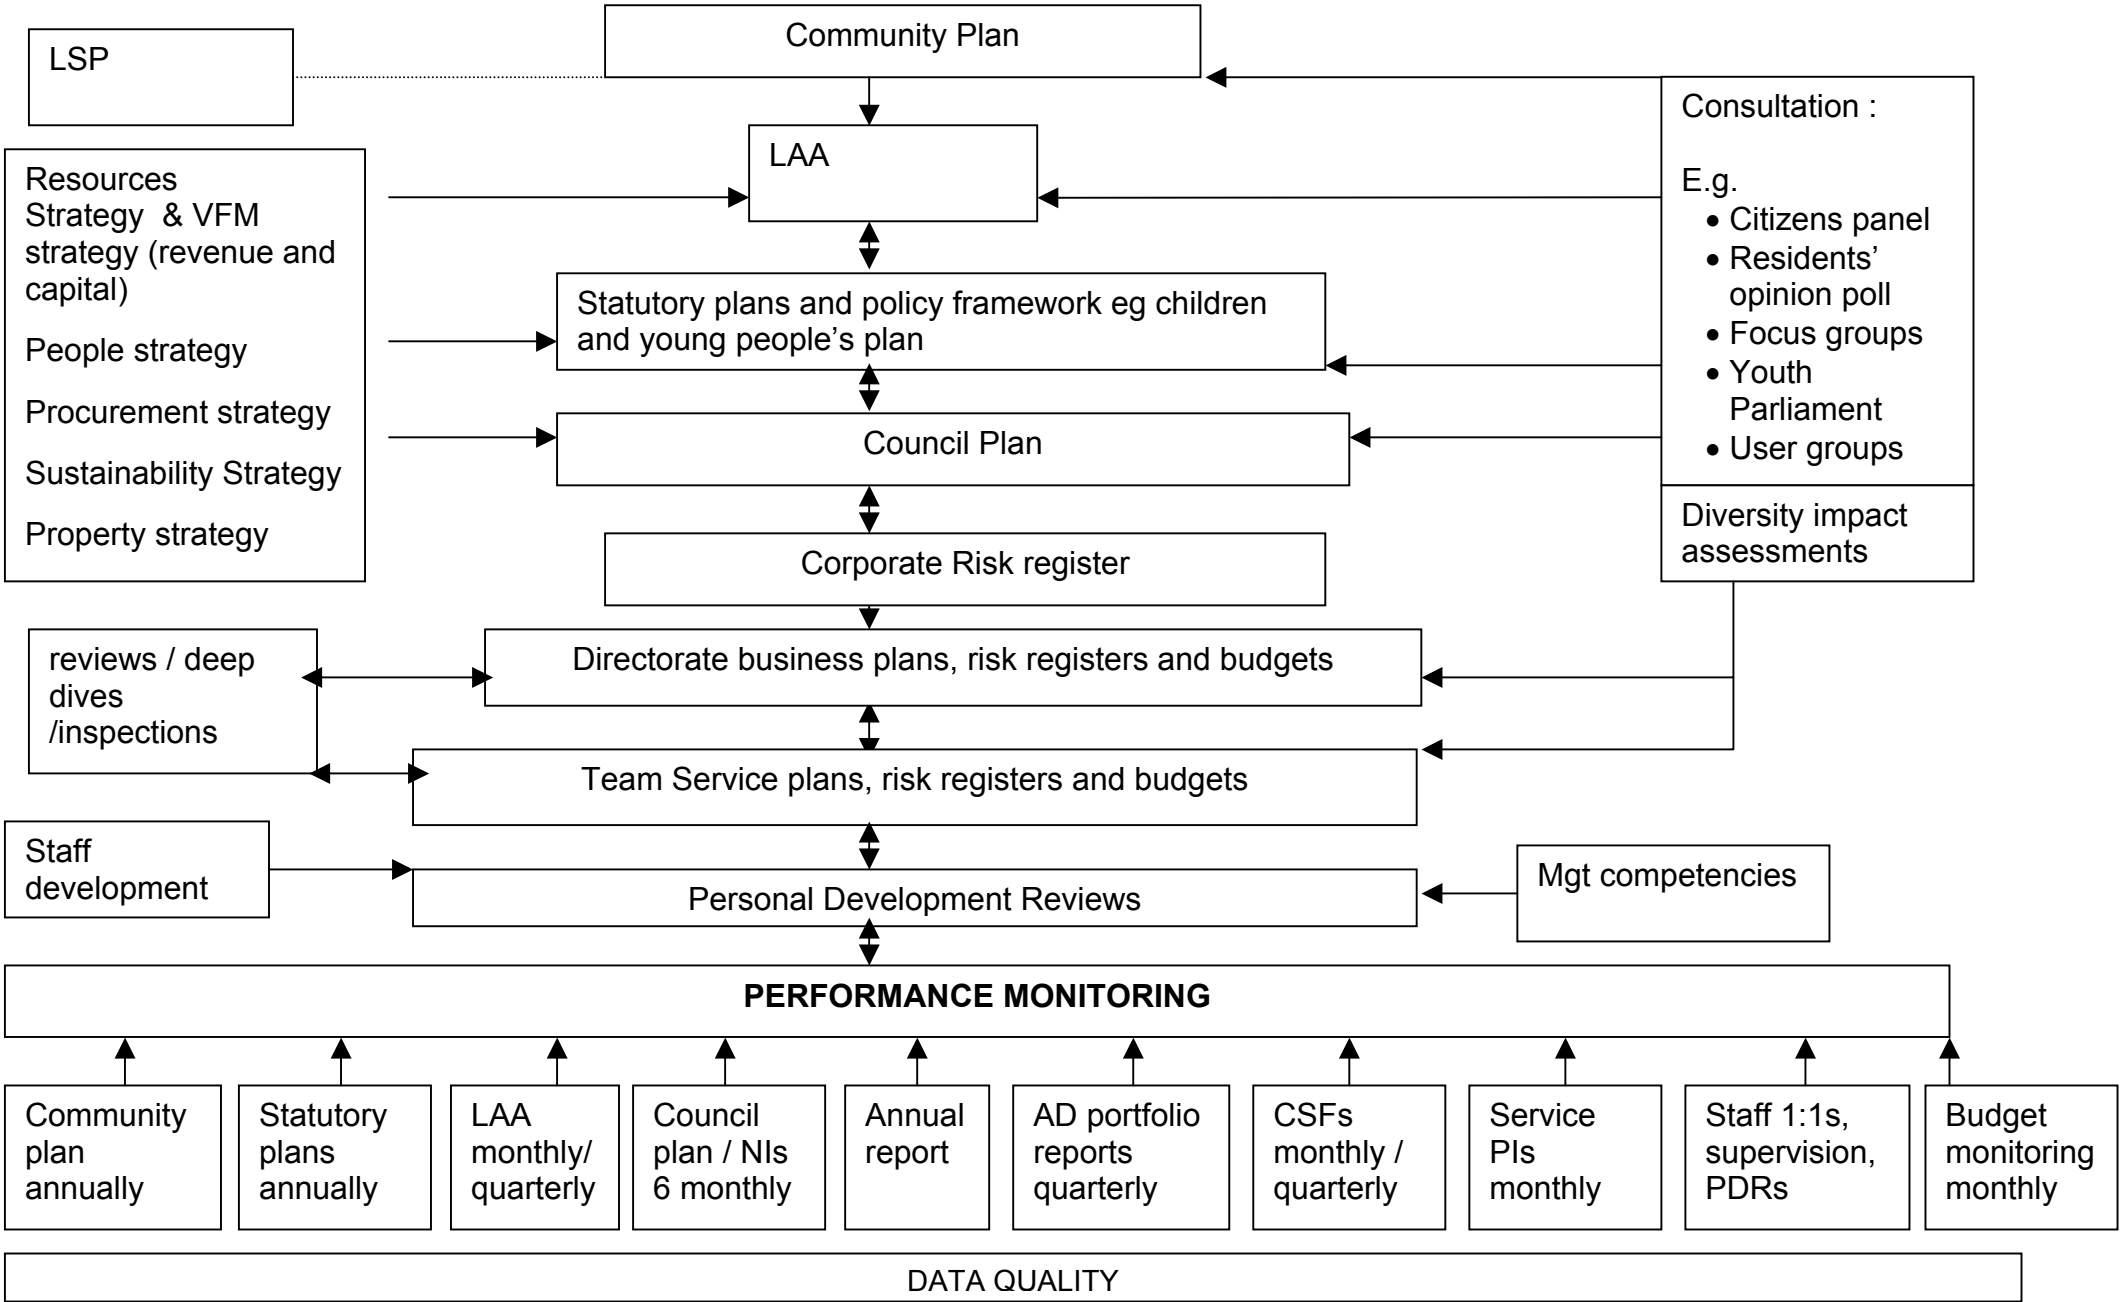 Community Plan
LSP
LAA
Resources
Strategy & VFM
strategy (revenue and
capital)
People strategy
Procurement strategy
Sustainability Strategy
Property strategy
Consultation :
E.g.
• Citizens panel
• Residents’
opinion poll
• Focus groups
• Youth
Parliament
• User groups
Diversity impact
assessments
Statutory plans and policy framework eg children
and young people’s plan
Council Plan
Corporate Risk register
reviews / deep
dives
/inspections
Directorate business plans, risk registers and budgets
Team Service plans, risk registers and budgets
Staff
development
Personal Development Reviews
Mgt competencies
PERFORMANCE MONITORING
Community
plan
annually
Statutory
plans
annually
LAA
monthly/
quarterly
Council
plan / NIs
6 monthly
Annual
report
AD portfolio
reports
quarterly
CSFs
monthly /
quarterly
Service
PIs
monthly
Staff 1:1s,
supervision,
PDRs
Budget
monitoring
monthly
DATA QUALITY